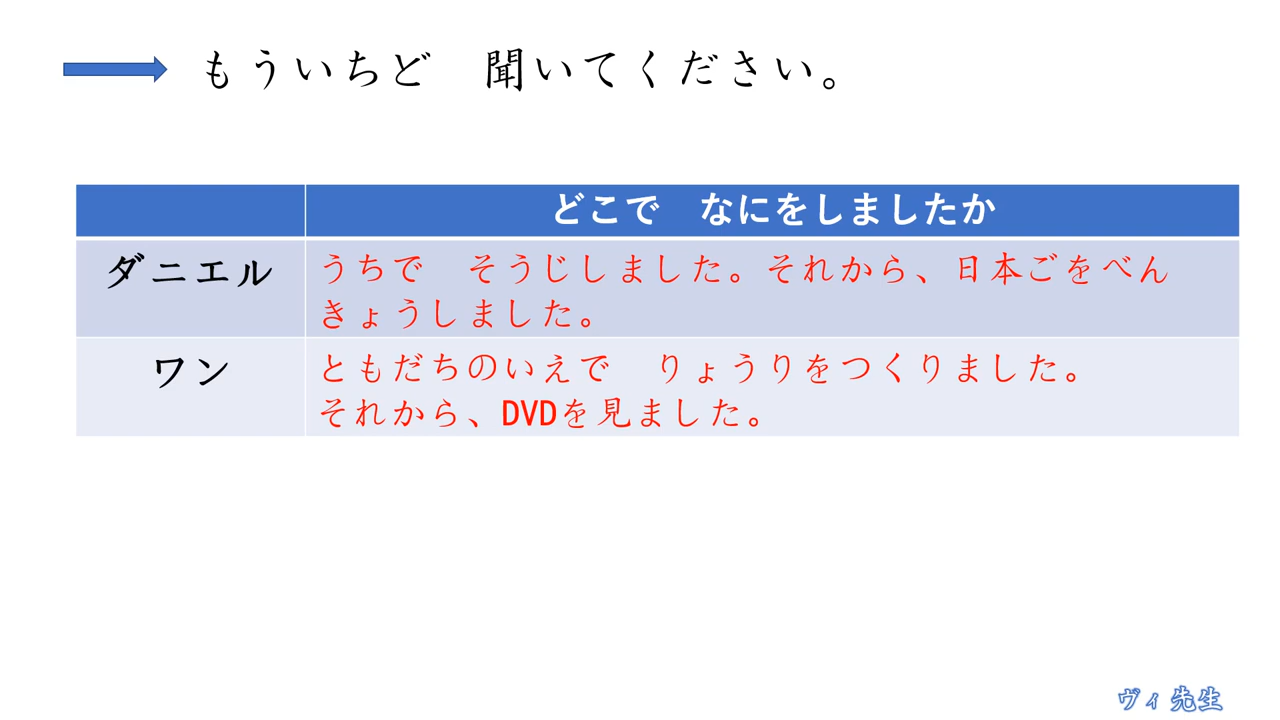 もういちど　聞いてください。
どこで　なにをしましたか
ダニエル
うちで　そうじしました。それから、日本ごをべん
きょうしました。
ワン
ともだちのいえで　りょうりをつくりました。
それから、DVDを見ました。
ヴィ先生